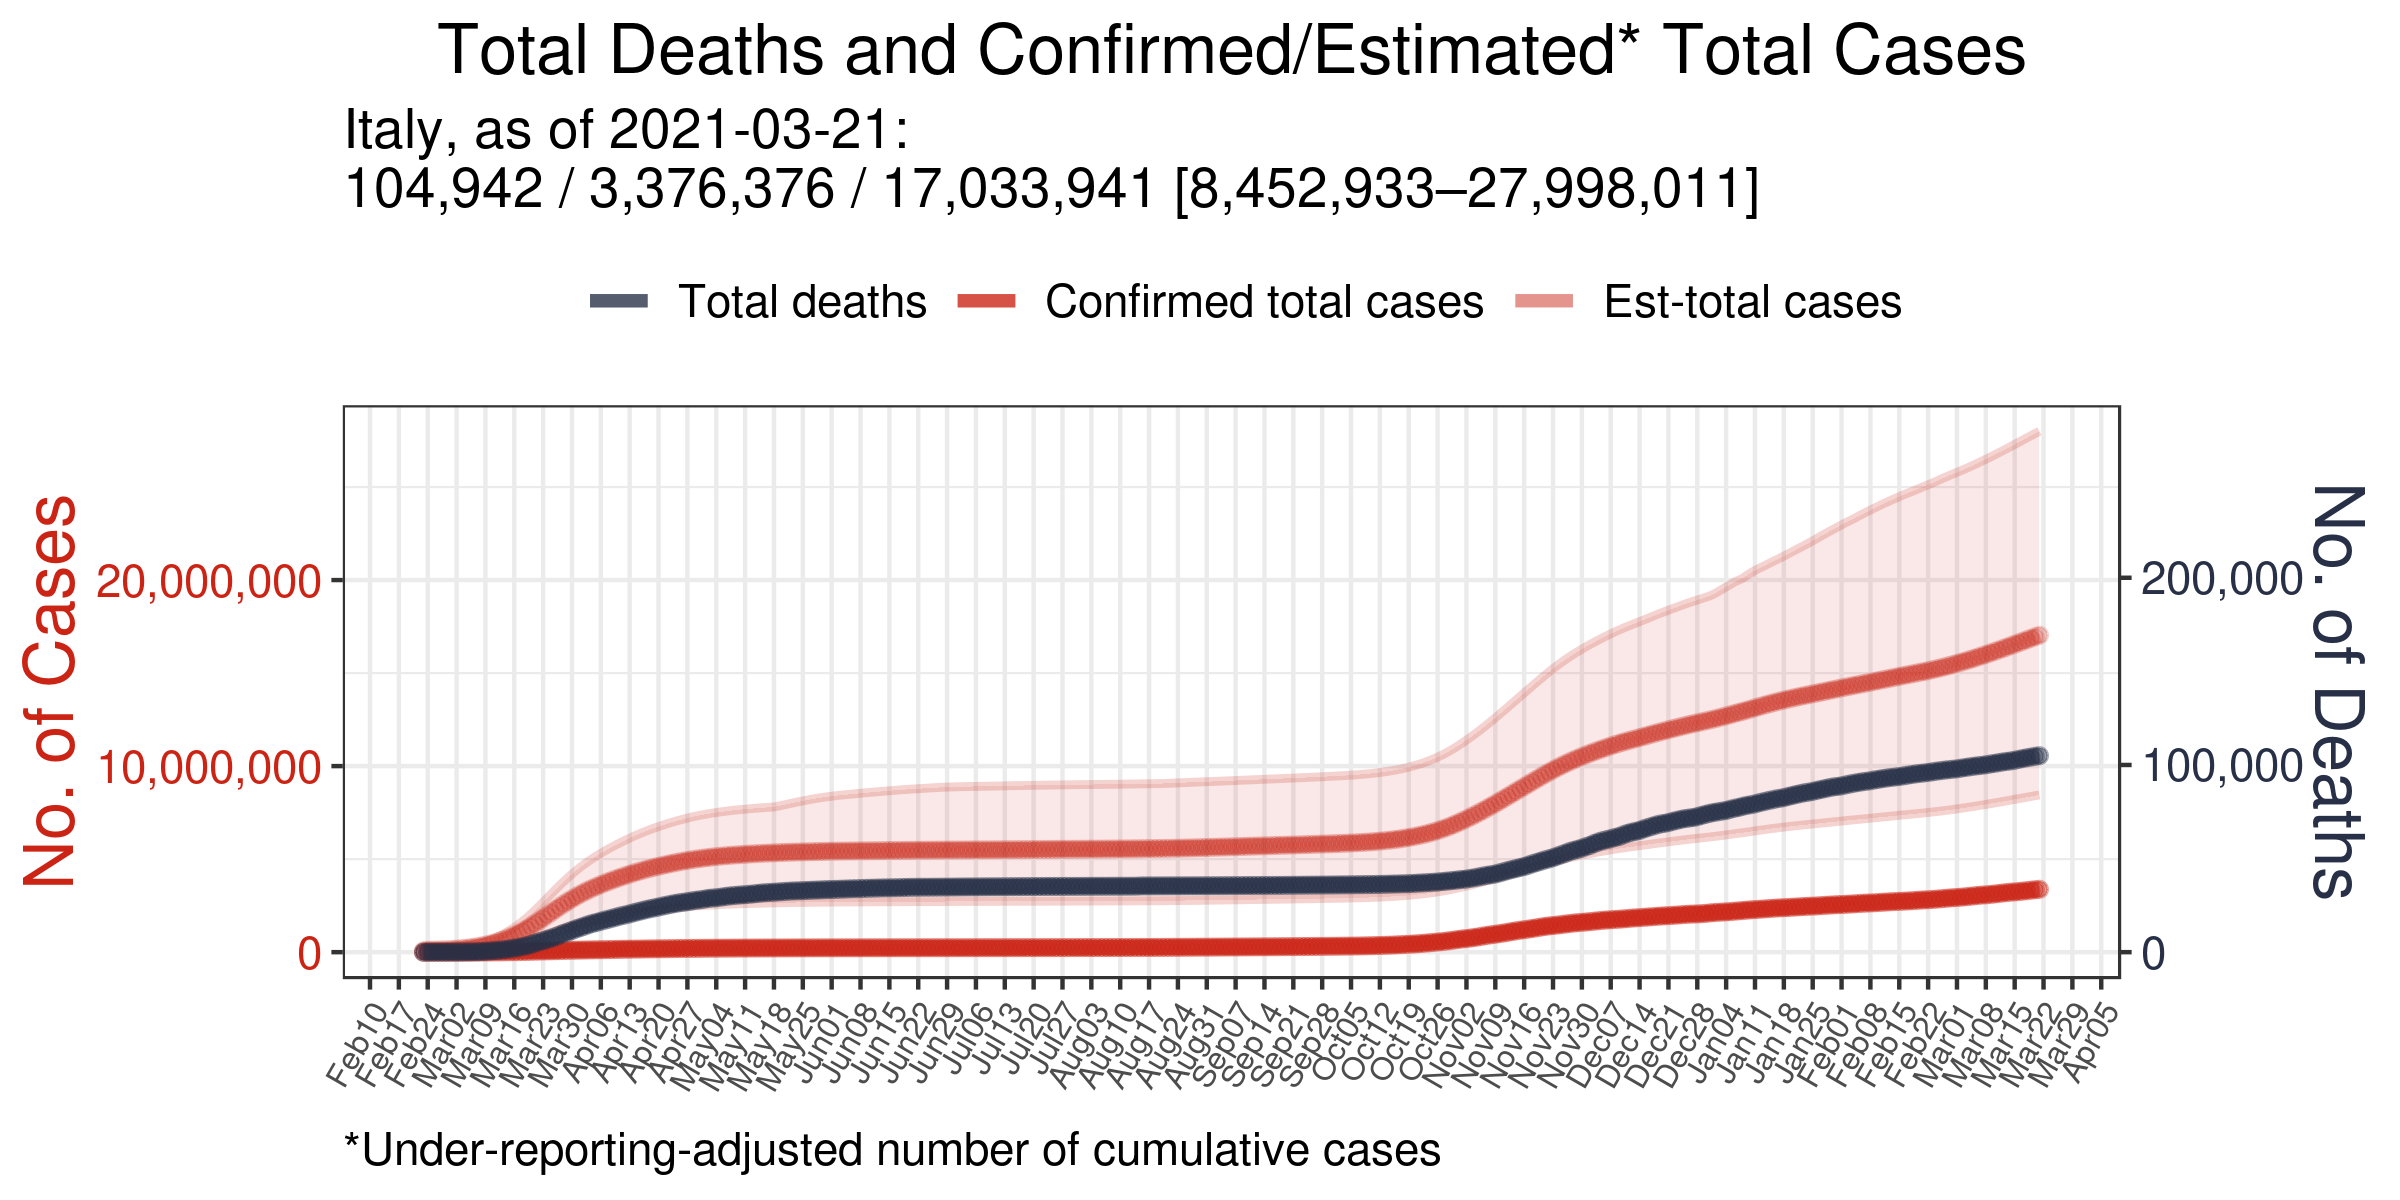 Total Deaths and Confirmed/Estimated* Total Cases
Italy, as of 2021-03-21:
104,942 / 3,376,376 / 17,033,941 [8,452,933–27,998,011]
Total deaths
Confirmed total cases
Est-total cases
No. of Cases
20,000,000
10,000,000
0
200,000
100,000
0
No. of Deaths
Feb10
Feb17
Feb24
Mar02
Mar09
Mar16
Mar23
Mar30
Apr06
Apr13
Apr20
Apr27
May04
May11
May18
May25
Jun01
Jun08
Jun15
Jun22
Jun29
Jul06
Jul13
Jul20
Jul27
Aug03
Aug10
Aug17
Aug24
Aug31
Sep07
Sep14
Sep21
Sep28
Oct05
Oct12
Oct19
Oct26
Nov02
Nov09
Nov16
Nov23
Nov30
Dec07
Dec14
Dec21
Dec28
Jan04
Jan11
Jan18
Jan25
Feb01
Feb08
Feb15
Feb22
Mar01
Mar08
Mar15
Mar22
Mar29
Apr05
*Under-reporting-adjusted number of cumulative cases